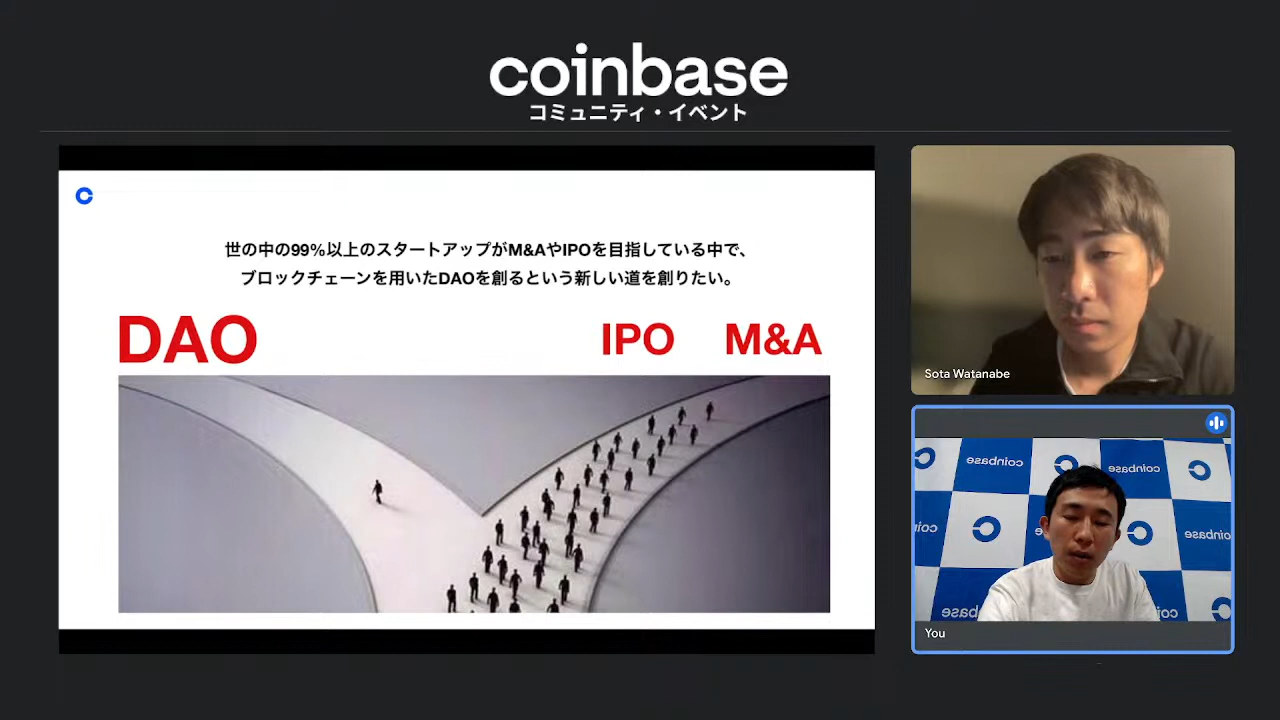 coinbase
コミュニティ・イベント
世の中の99%以上のスタートアップがM&AやIPOを目指している中で、
ブロックチェーンを用いたDAOを創るという新しい道を創りたい。
DAO
IPO
M&A
Sota Watanabe
coinbase
coinbase
coinbase
coinbase
You